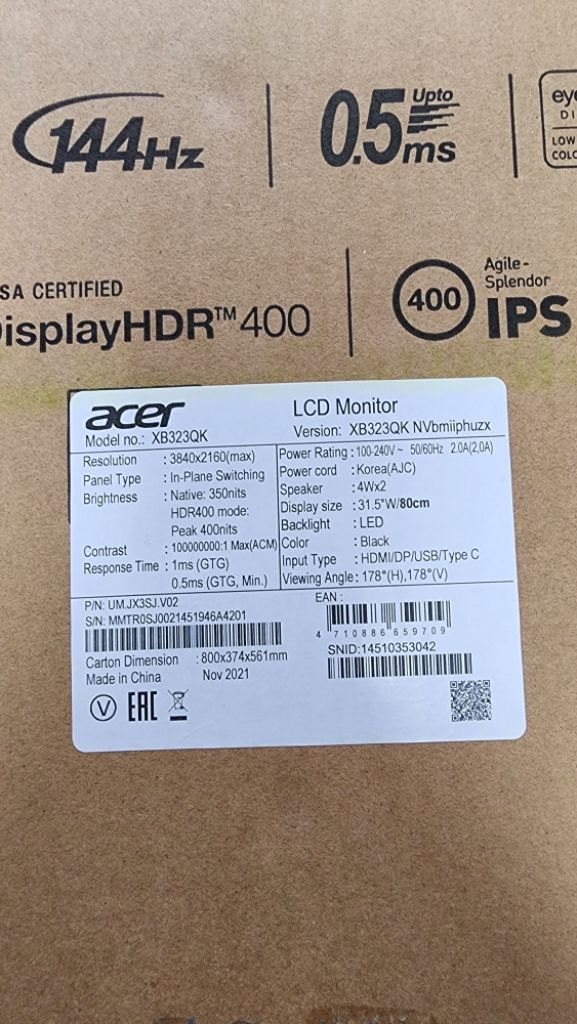 144Hz
Upto
0.5ms
LOW
SA CERTIFIED
DisplayHDR™400
400
Agile-
Splendor
IPS
acer
LCD Monitor
Model no.: XB323QK
Version: XB323QK NVbmiiphuzx
Resolution : 3840x2160(max)
Panel Type : In-Plane Switching
Brightness : Native: 350nits
HDR400 mode:
Peak 400nits
Contrast : 100000000:1 Max(ACM)
Response Time : 1ms (GTG)
0.5ms (GTG, Min.)
Power Rating : 100-240V~ 50/60Hz 2.0A(2,0A)
Power cord : Korea(AJC)
Speaker : 4Wx2
Display size : 31.5"W/80cm
Backlight : LED
Color : Black
Input Type : HDMI/DP/USB/Type C
Viewing Angle : 178°(H),178°(V)
P/N: UM.JX3SJ.V02
S/N: MMTR0SJ0021451946A4201
Carton Dimension : 800x374x561mm
Made in China Nov 2021
V EAC
EAN :
4 710886 659709
SNID:14510353042